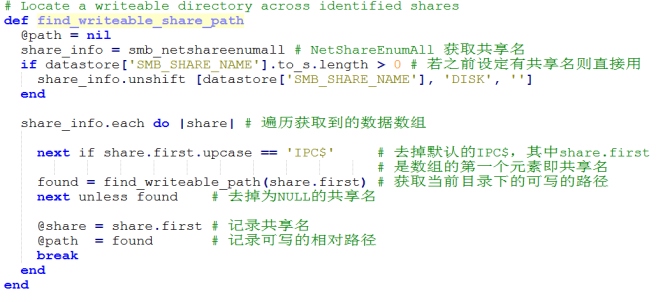 # Locate a writeable directory across identified shares
def find_writeable_share_path
  @path = nil
  share_info = smb_netshareenumall # NetShareEnumAll 获取共享名
  if datastore['SMB_SHARE_NAME'].to_s.length > 0 # 若之前设定有共享名则直接用
    share_info.unshift [datastore['SMB_SHARE_NAME'], 'DISK', '']
  end
  share_info.each do |share| # 遍历获取到的数据数组
    next if share.first.upcase == 'IPC$' # 去掉默认的IPC$，其中share.first
    # 是数组的第一个元素即共享名
    found = find_writeable_path(share.first) # 获取当前目录下的可写的路径
    next unless found # 去掉为NULL的共享名
    @share = share.first # 记录共享名
    @path  = found # 记录可写的相对路径
    break
  end
end